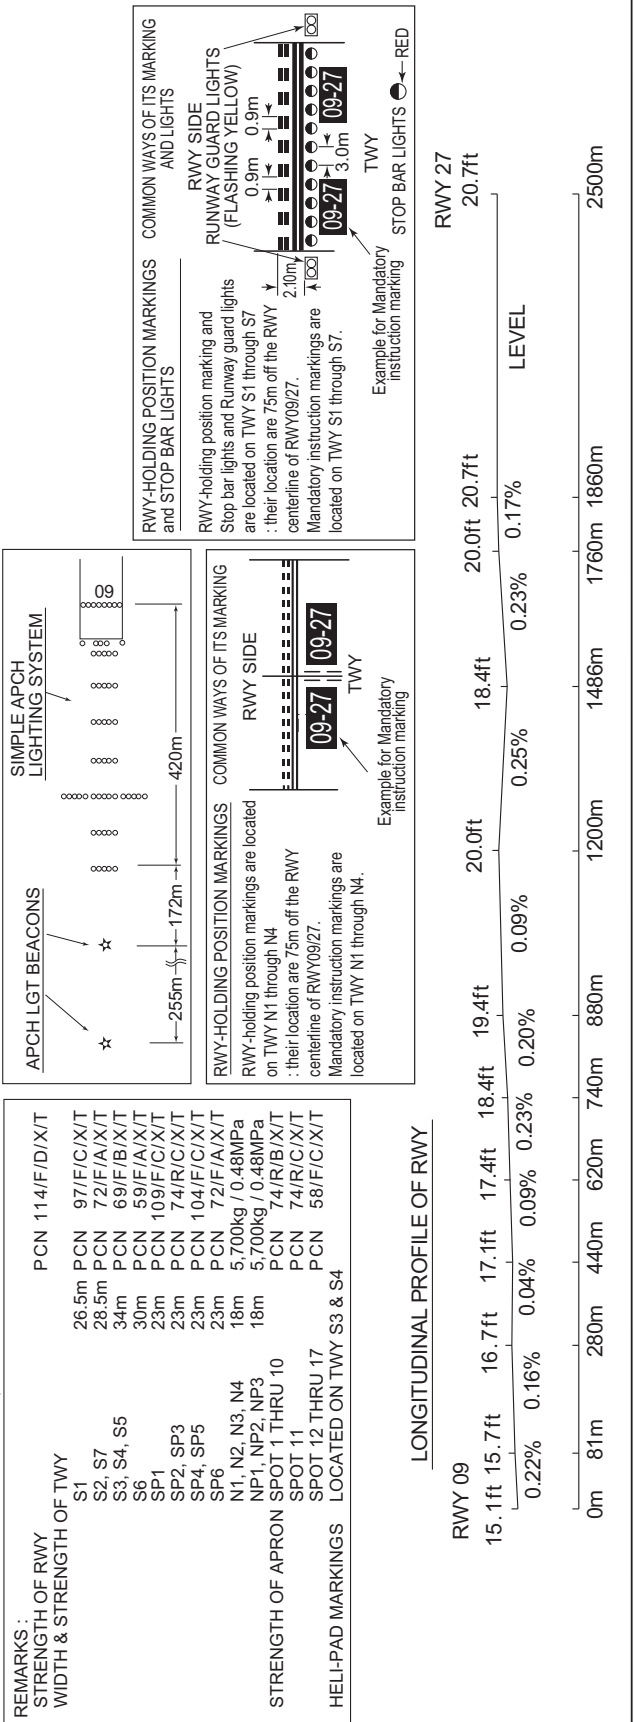 REMARKS :
STRENGTH OF RWY PCN 114/F/D/X/T
WIDTH & STRENGTH OF TWY
S1 26.5m PCN 97/F/C/X/T
S2, S7 28.5m PCN 72/F/A/X/T
S3, S4, S5 34m PCN 69/F/B/X/T
S6 30m PCN 59/F/A/X/T
SP1 23m PCN 109/F/C/X/T
SP2, SP3 23m PCN 74/R/C/X/T
SP4, SP5 23m PCN 104/F/C/X/T
SP6 23m PCN 72/F/A/X/T
N1, N2, N3, N4 18m 5,700kg / 0.48MPa
NP1, NP2, NP3 18m 5,700kg / 0.48MPa
STRENGTH OF APRON SPOT 1 THRU 10 PCN 74/R/B/X/T
SPOT 11 PCN 74/R/C/X/T
SPOT 12 THRU 17 PCN 58/F/C/X/T
HELI-PAD MARKINGS LOCATED ON TWY S3 & S4
APCH LGT BEACONS
SIMPLE APCH
LIGHTING SYSTEM
09
255m
172m
420m
RWY-HOLDING POSITION MARKINGS
RWY-holding position markings are located
on TWY N1 through N4
: their location are 75m off the RWY
centerline of RWY09/27.
Mandatory instruction markings are
located on TWY N1 through N4.
COMMON WAYS OF ITS MARKING
RWY SIDE
09-27 09-27
TWY
Example for Mandatory
instruction marking
RWY-HOLDING POSITION MARKINGS
and STOP BAR LIGHTS
RWY-holding position marking and
Stop bar lights and Runway guard lights
are located on TWY S1 through S7
: their location are 75m off the RWY
centerline of RWY09/27.
Mandatory instruction markings are
located on TWY S1 through S7.
COMMON WAYS OF ITS MARKING
AND LIGHTS
RWY SIDE
RUNWAY GUARD LIGHTS
(FLASHING YELLOW)
0.9m 0.9m
2.10m
09-27 09-27
3.0m
TWY
STOP BAR LIGHTS RED
Example for Mandatory
instruction marking
LONGITUDINAL PROFILE OF RWY
RWY 09 RWY 27
15.1ft 15.7ft 16.7ft 17.1ft 17.4ft 18.4ft 19.4ft 20.0ft 18.4ft 20.0ft 20.7ft 20.7ft
0.22% 0.16% 0.04% 0.09% 0.23% 0.20% 0.09% 0.25% 0.23% 0.17% LEVEL
0m 81m 280m 440m 620m 740m 880m 1200m 1486m 1760m 1860m 2500m